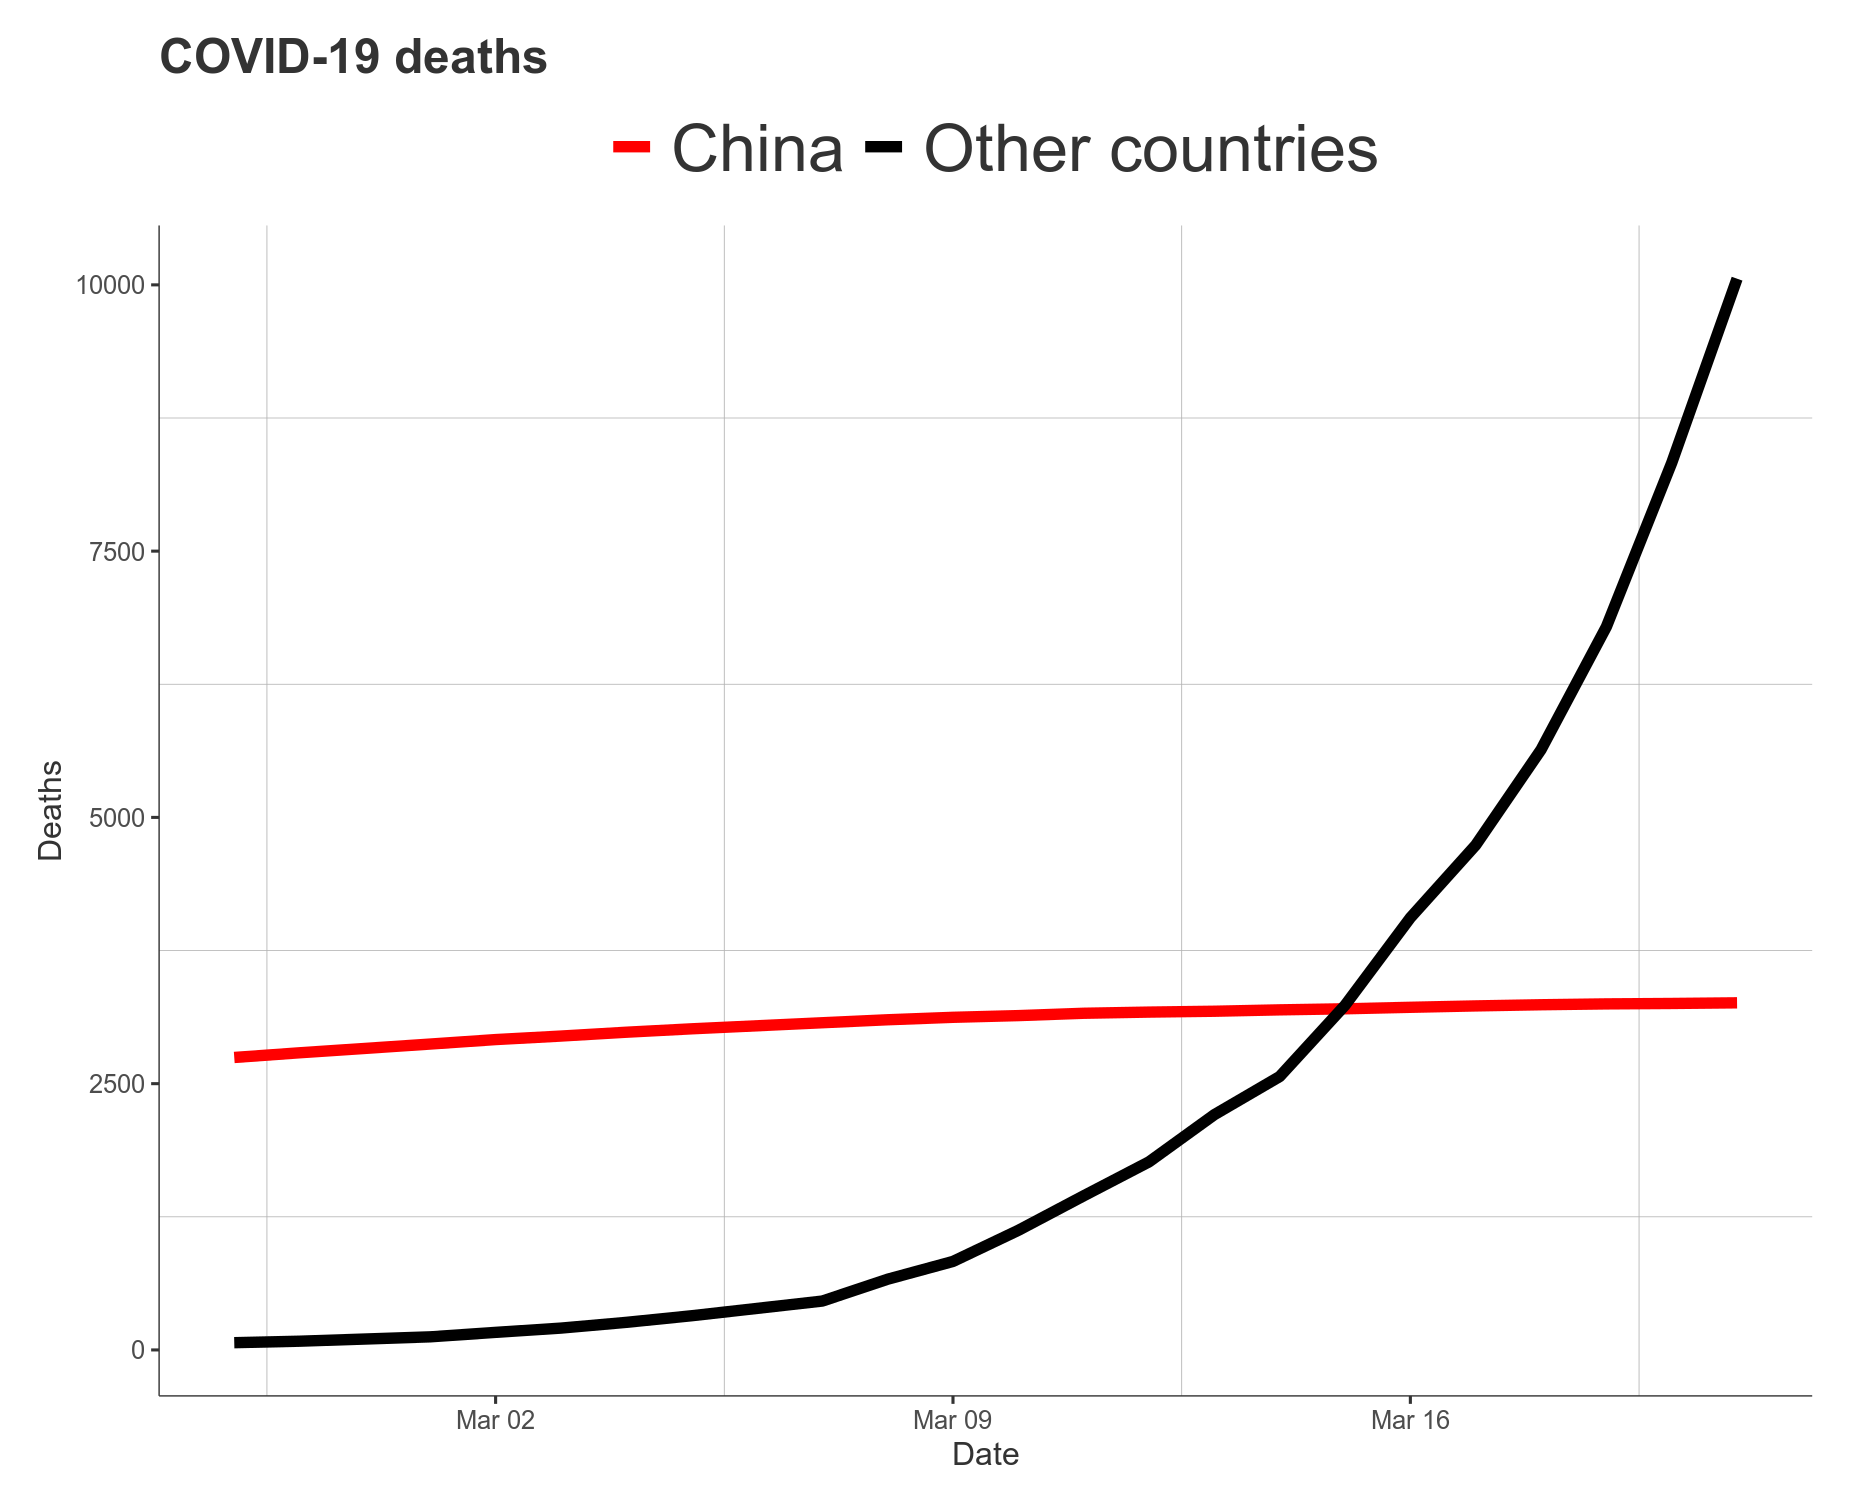 COVID-19 deaths
China Other countries
10000
7500
5000
2500
0
Deaths
Mar 02 Mar 09 Mar 16
Date